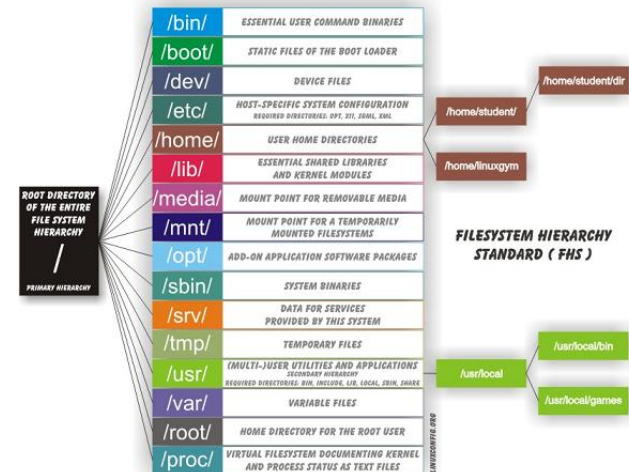 /bin/ ESSENTIAL USER COMMAND BINARIES
/boot/ STATIC FILES OF THE BOOT LOADER
/dev/ DEVICE FILES
/etc/ HOST-SPECIFIC SYSTEM CONFIGURATION
REQUIRED DIRECTORIES: OPT, XII, SGML, XML
/home/ USER HOME DIRECTORIES
/lib/ ESSENTIAL SHARED LIBRARIES
AND KERNEL MODULES
/media/ MOUNT POINT FOR REMOVABLE MEDIA
/mnt/ MOUNT POINT FOR A TEMPORARILY
MOUNTED FILESYSTEMS
/opt/ ADD-ON APPLICATION SOFTWARE PACKAGES
/sbin/ SYSTEM BINARIES
/srv/ DATA FOR SERVICES
PROVIDED BY THIS SYSTEM
/tmp/ TEMPORARY FILES
/usr/ (MULTI-)USER UTILITIES AND APPLICATIONS
SECONDARY HIERARCHY
REQUIRED DIRECTORIES: BIN, INCLUDE, LIB, LOCAL, SBIN, SHARE
/var/ VARIABLE FILES
/root/ HOME DIRECTORY FOR THE ROOT USER
/proc/ VIRTUAL FILESYSTEM DOCUMENTING KERNEL
AND PROCESS STATUS AS TEXT FILES
ROOT DIRECTORY
OF THE ENTIRE
FILE SYSTEM
HIERARCHY
/
PRIMARY HIERARCHY
/home/student/
/home/student/dir
/home/linuxgym
FILESYSTEM HIERARCHY
STANDARD ( FHS )
/usr/local
/usr/local/bin
/usr/local/games
LINUXCONFIG.ORG